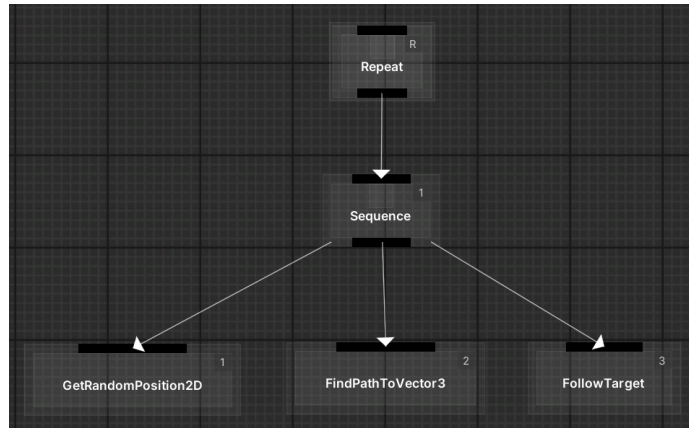 R
Repeat
1
Sequence
1
GetRandomPosition2D
2
FindPathToVector3
3
FollowTarget